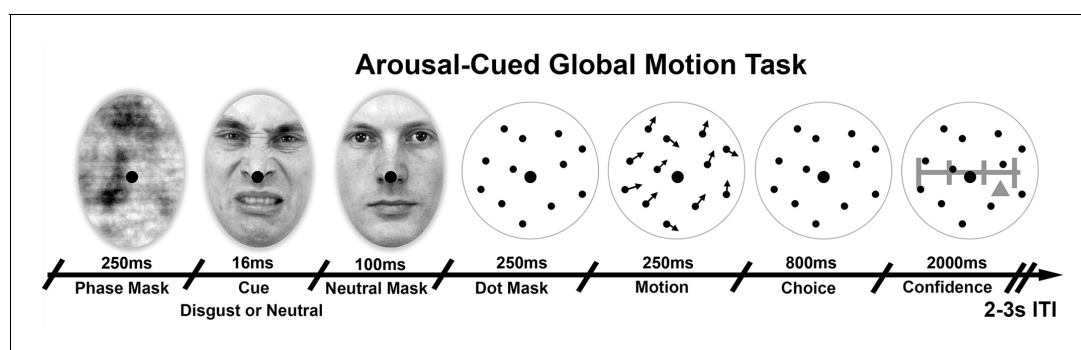 Arousal-Cued Global Motion Task
250ms 16ms 100ms 250ms 250ms 800ms 2000ms
Phase Mask Cue Neutral Mask Dot Mask Motion Choice Confidence
Disgust or Neutral 2-3s ITI